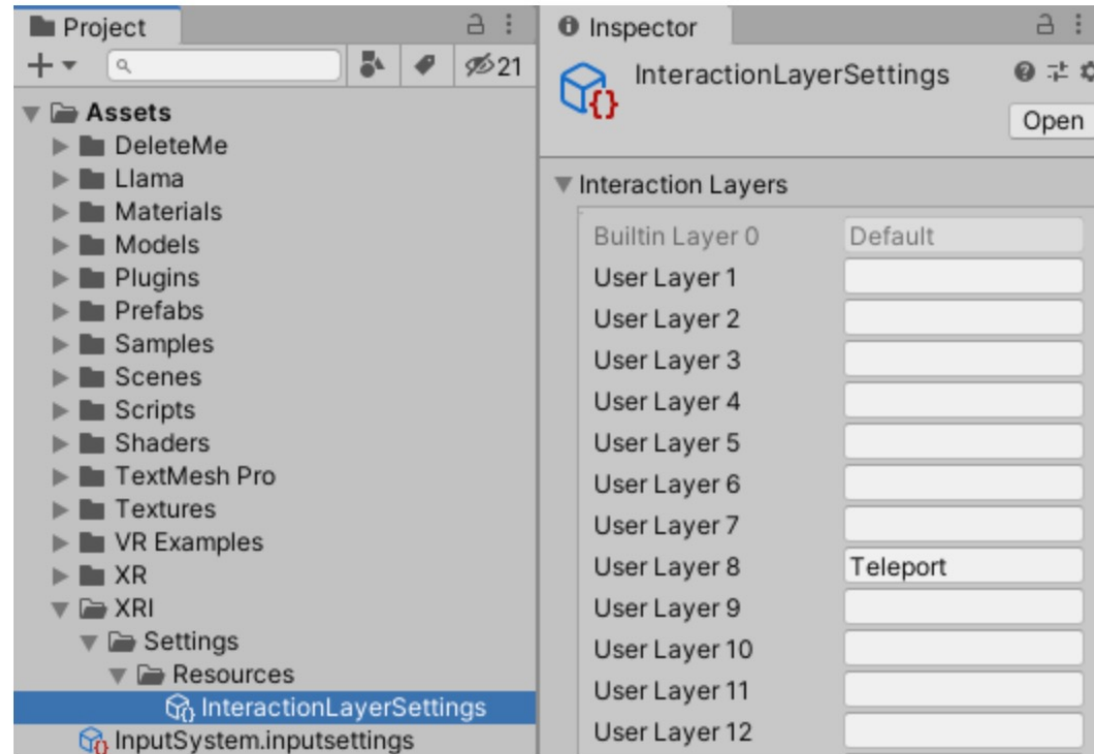 Project
21
Assets
DeleteMe
Llama
Materials
Models
Plugins
Prefabs
Samples
Scenes
Scripts
Shaders
TextMesh Pro
Textures
VR Examples
XR
XRI
Settings
Resources
InteractionLayerSettings
InputSystem.inputsettings
Inspector
InteractionLayerSettings
Open
Interaction Layers
Builtin Layer 0 Default
User Layer 1
User Layer 2
User Layer 3
User Layer 4
User Layer 5
User Layer 6
User Layer 7
User Layer 8 Teleport
User Layer 9
User Layer 10
User Layer 11
User Layer 12